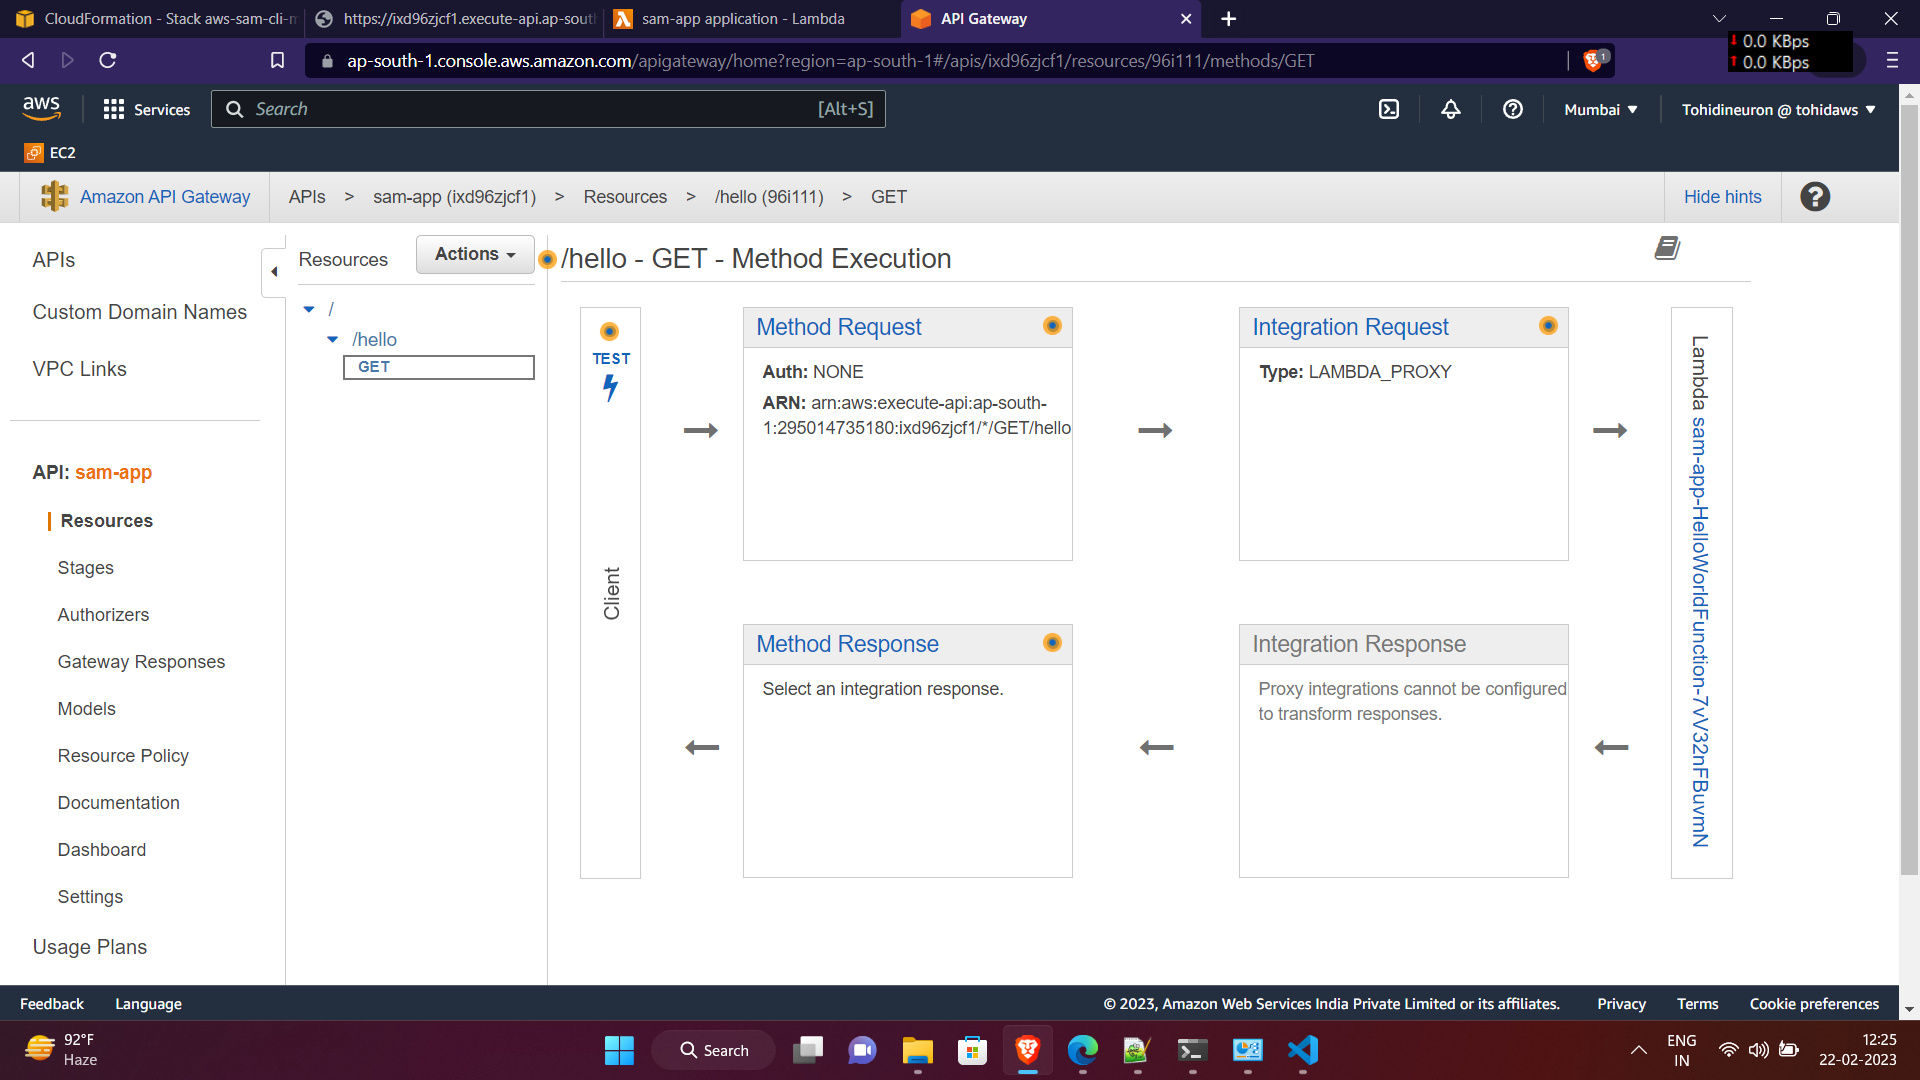 CloudFormation - Stack aws-sam-cli-m
https://ixd96zjcf1.execute-api.ap-sout
sam-app application - Lambda
API Gateway
0.0 KBps
0.0 KBps
ap-south-1.console.aws.amazon.com/apigateway/home?region=ap-south-1#/apis/ixd96zjcf1/resources/96i111/methods/GET
1
aws
Services
Search
[Alt+S]
Mumbai
Tohidineuron @ tohidaws
EC2
Amazon API Gateway
APIs > sam-app (ixd96zjcf1) > Resources > /hello (96i111) > GET
Hide hints
APIs
Custom Domain Names
VPC Links
API: sam-app
Resources
Stages
Authorizers
Gateway Responses
Models
Resource Policy
Documentation
Dashboard
Settings
Usage Plans
Resources
Actions
/
/hello
GET
/hello - GET - Method Execution
TEST
Client
Method Request
Auth: NONE
ARN: arn:aws:execute-api:ap-south-
1:295014735180:ixd96zjcf1/*/GET/hello
Integration Request
Type: LAMBDA_PROXY
Lambda sam-app-HelloWorldFunction-7vV32nFBuvmN
Method Response
Select an integration response.
Integration Response
Proxy integrations cannot be configured
to transform responses.
Feedback
Language
© 2023, Amazon Web Services India Private Limited or its affiliates.
Privacy
Terms
Cookie preferences
92°F
Haze
Search
ENG
IN
12:25
22-02-2023